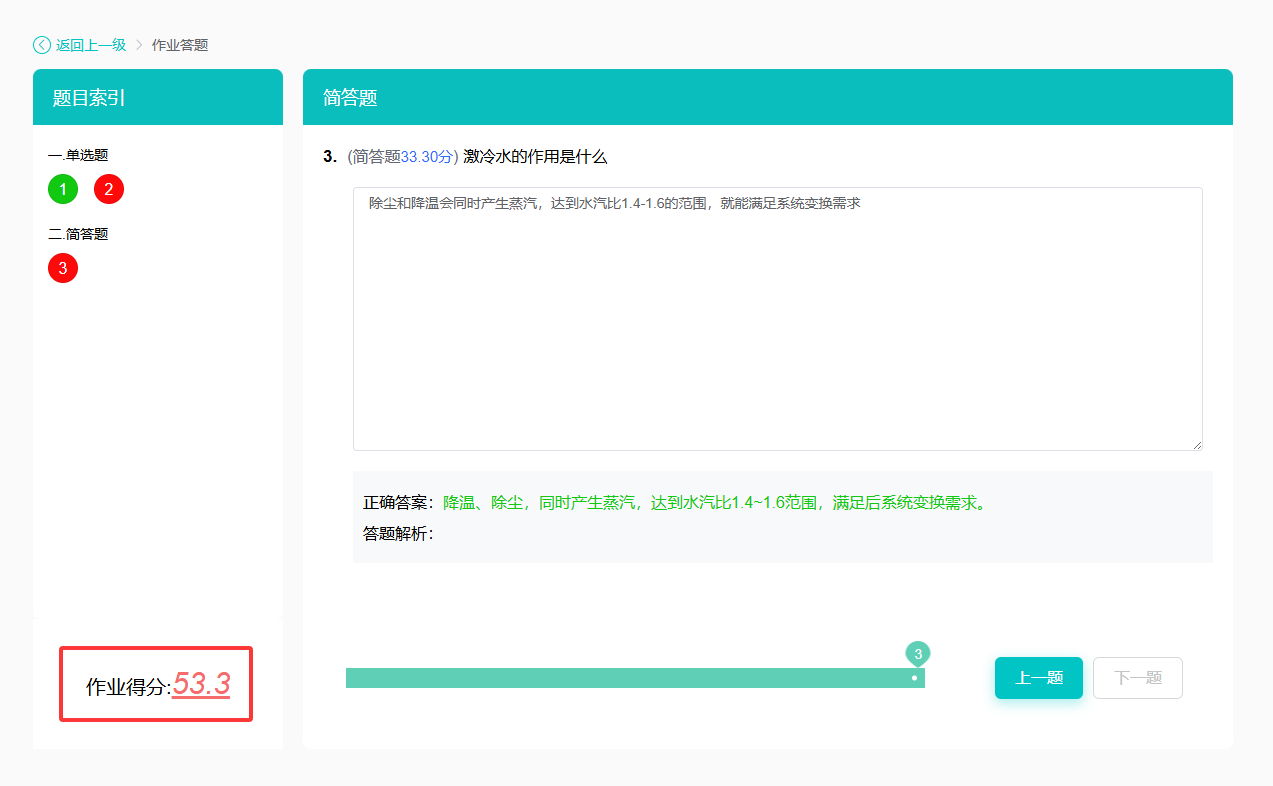 返回上一级 > 作业答题
题目索引
一.单选题
1 2
二.简答题
3
作业得分:53.3
简答题
3. (简答题33.30分) 激冷水的作用是什么
除尘和降温会同时产生蒸汽，达到水汽比1.4-1.6的范围，就能满足系统变换需求
正确答案：降温、除尘，同时产生蒸汽，达到水汽比1.4~1.6范围，满足后系统变换需求。
答题解析：
3
上一题 下一题